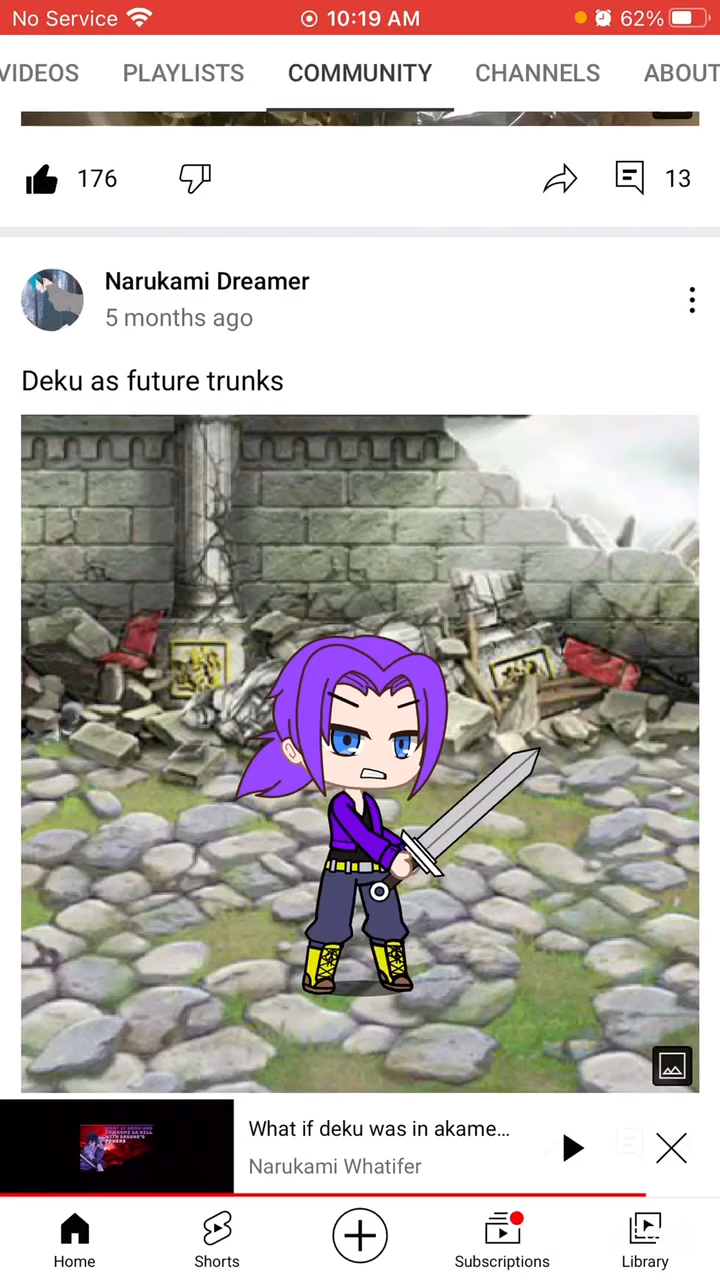 No Service 10:19 AM 62%
VIDEOS PLAYLISTS COMMUNITY CHANNELS ABOUT
176 13
Narukami Dreamer
5 months ago
Deku as future trunks
What if deku was in akame...
Narukami Whatifer
Home Shorts Subscriptions Library